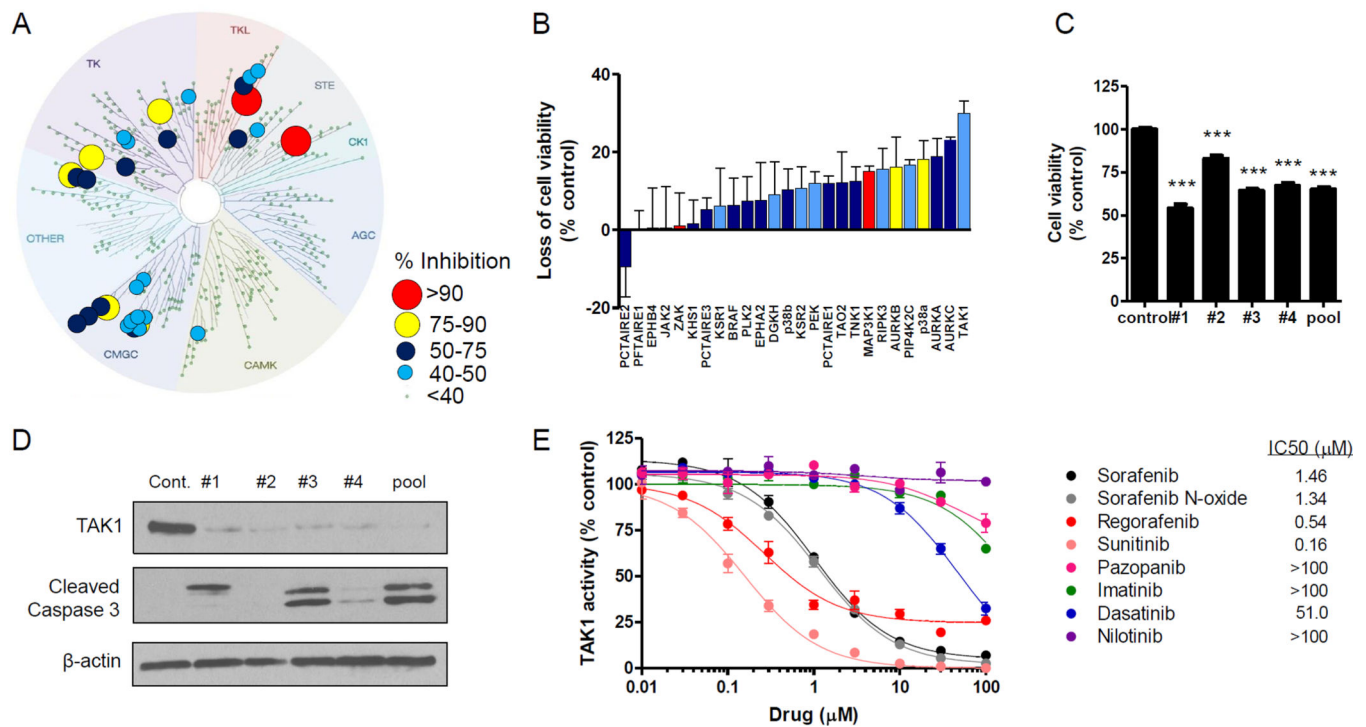 A
TK
TKL
STE
CK1
AGC
CAMK
CMGC
OTHER
% Inhibition
>90
75-90
50-75
40-50
<40
B
Loss of cell viability
(% control)
40
20
0
-20
PCTAIRE2
PFTAIRE1
EPHB4
JAK2
ZAK
KHS1
PCTAIRE3
KSR1
BRAF
PLK2
EPHA2
DGKH
p38b
KSR2
PEK
PCTAIRE1
TAO2
TNK1
MAP3K1
RIPK3
AURKB
PIP4K2C
p38a
AURKA
AURKC
TAK1
C
Cell viability
(% control)
125
100
75
50
25
0
*** *** *** *** ***
control #1 #2 #3 #4 pool
D
Cont. #1 #2 #3 #4 pool
TAK1
Cleaved
Caspase 3
β-actin
E
TAK1 activity (% control)
125
100
75
50
25
0
0.01 0.1 1 10 100
Drug (μM)
IC50 (μM)
Sorafenib 1.46
Sorafenib N-oxide 1.34
Regorafenib 0.54
Sunitinib 0.16
Pazopanib >100
Imatinib >100
Dasatinib 51.0
Nilotinib >100